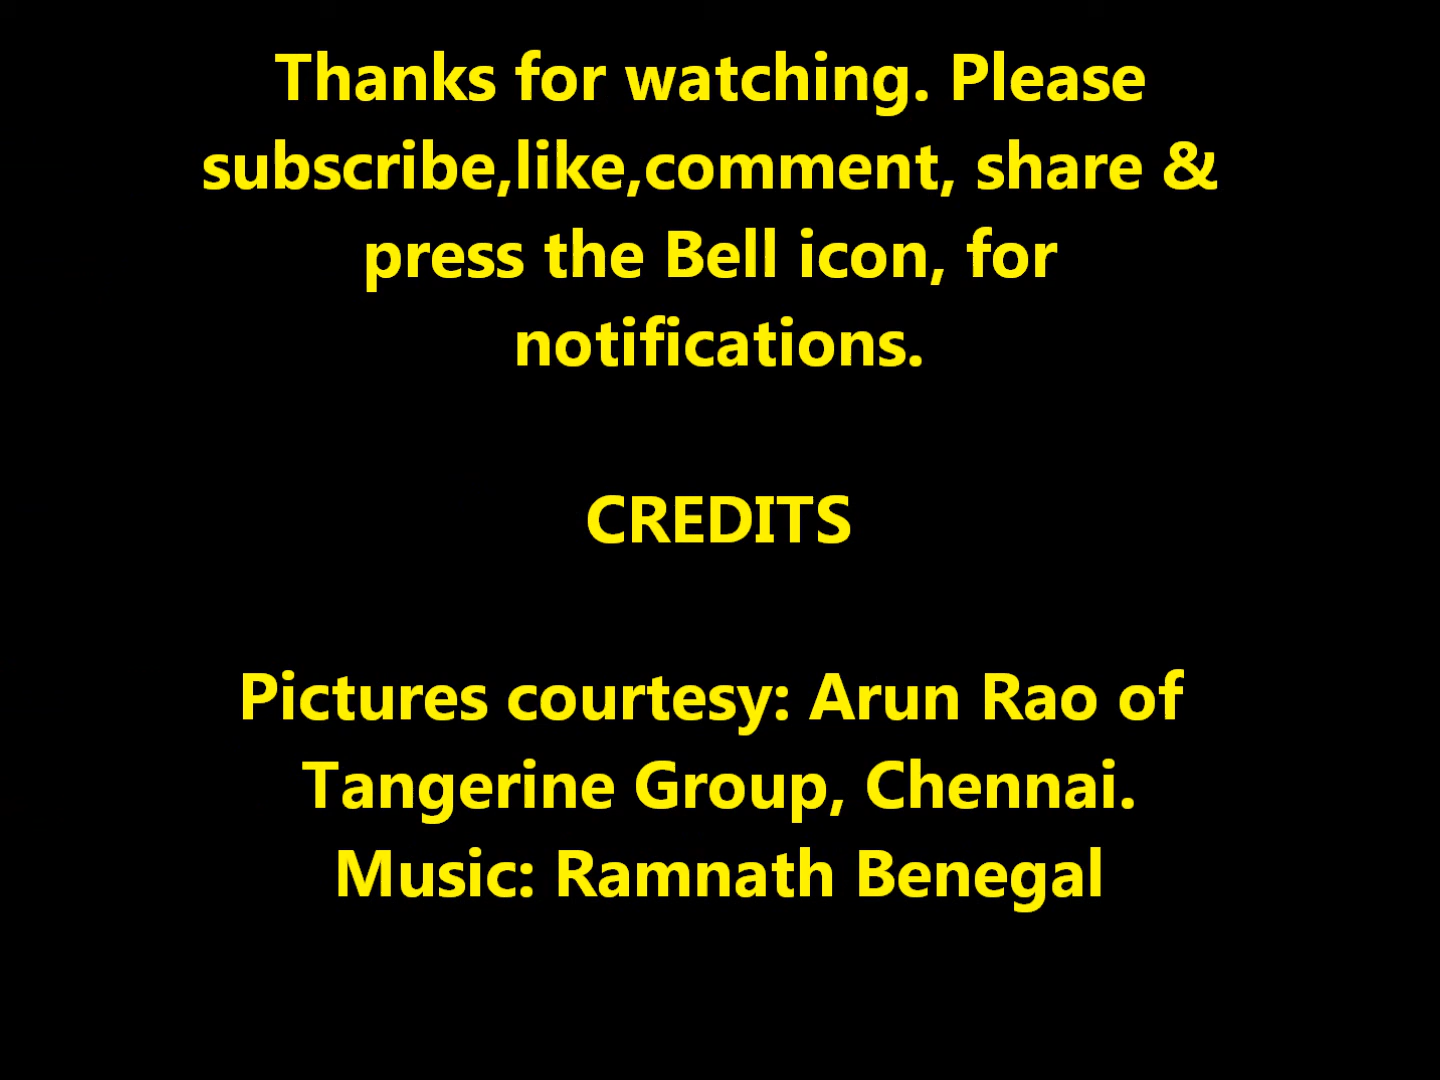 Thanks for watching. Please
subscribe,like,comment, share &
press the Bell icon, for
notifications.
CREDITS
Pictures courtesy: Arun Rao of
Tangerine Group, Chennai.
Music: Ramnath Benegal